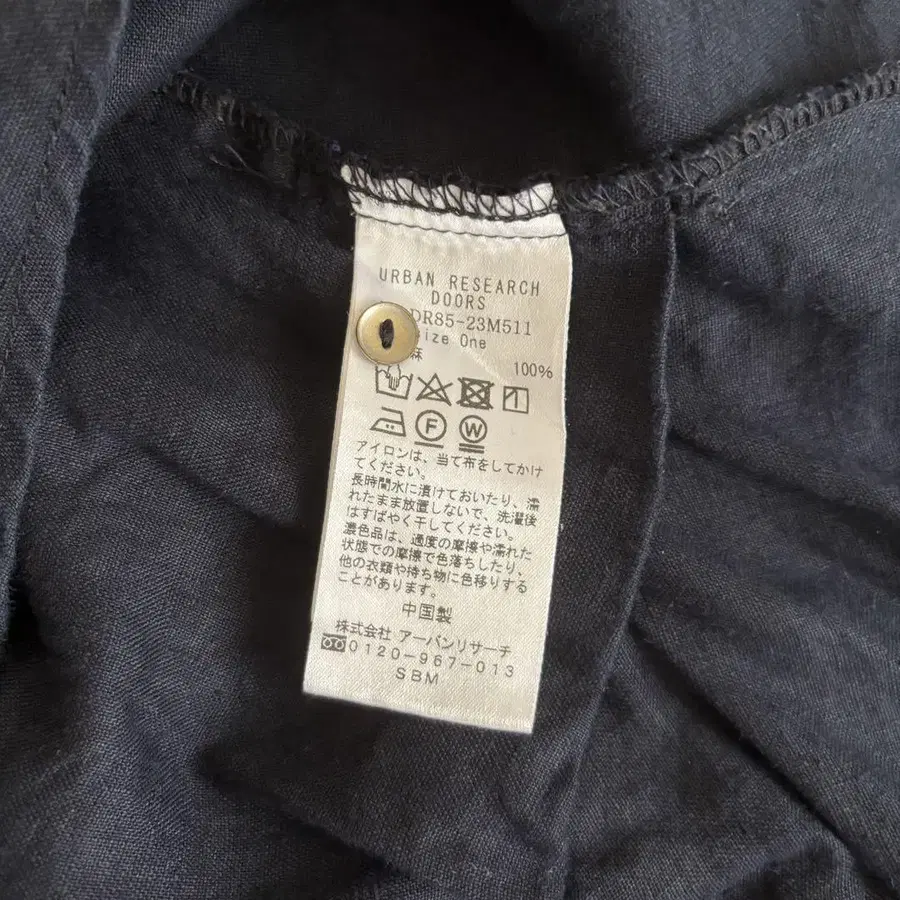 URBAN RESEARCH
DOORS
DR85-23M511
Size One
麻
100%
F W
アイロンは、当て布をしてかけ
てください。
長時間水に漬けておいたり、濡
れたまま放置しないで、洗濯後
はすばやく干してください。
濃色品は、過度の摩擦や濡れた
状態での摩擦で色落ちしたり、
他の衣類や持ち物に色移りする
ことがあります。
中国製
株式会社 アーバンリサーチ
0120-967-013
SBM